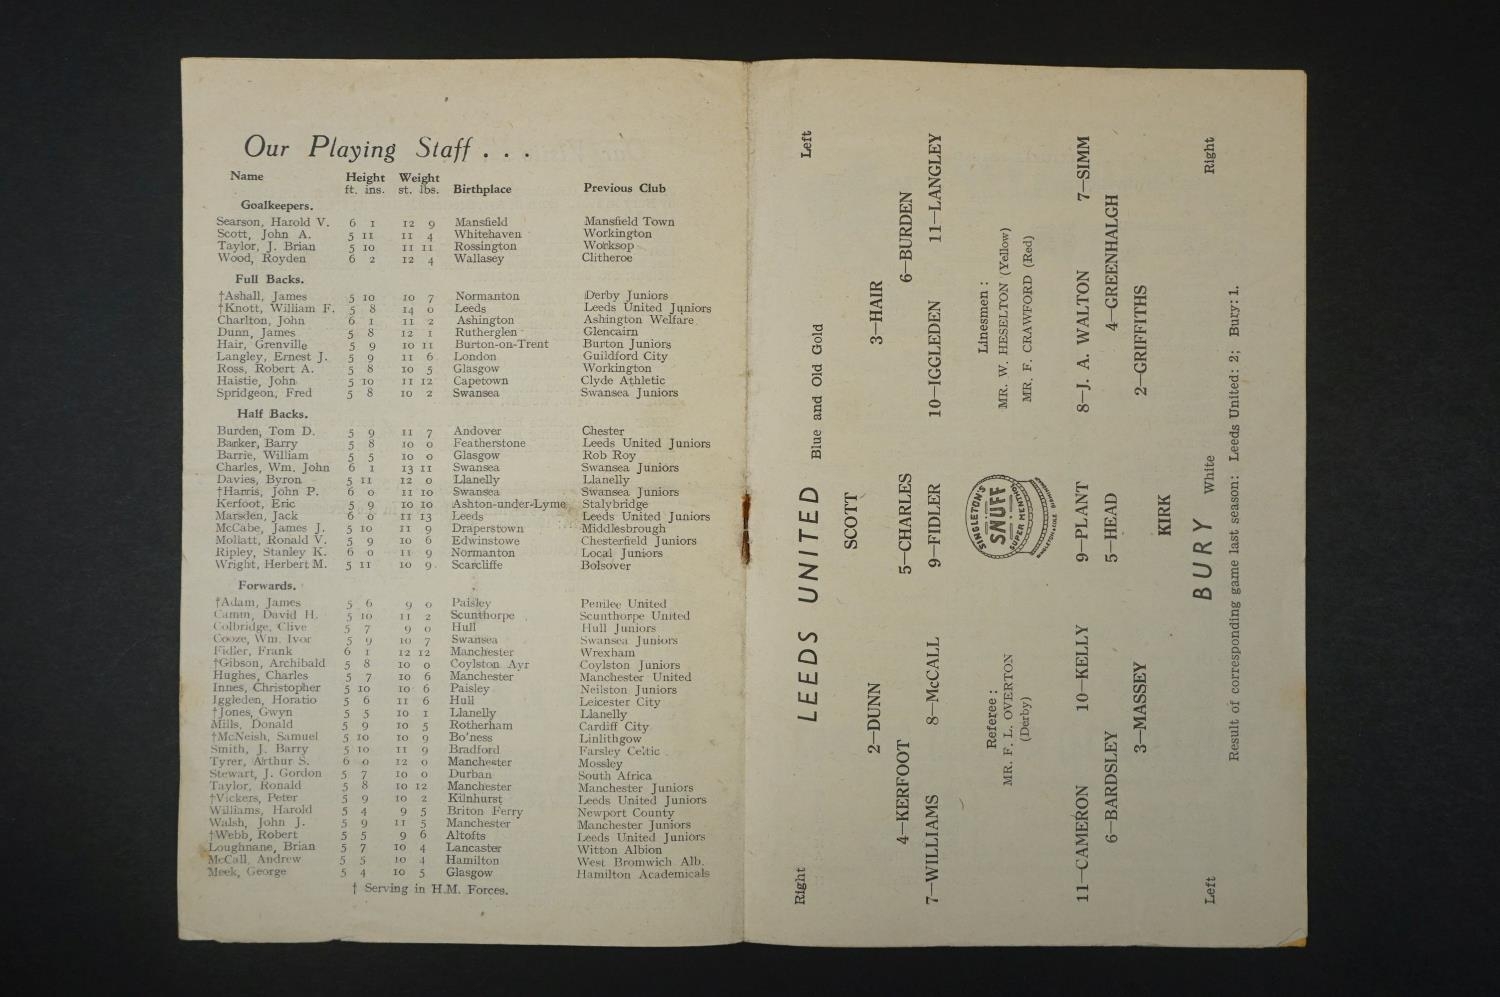 Our Playing Staff . . .
Name Height Weight
ft. ins. st. lbs. Birthplace Previous Club
Goalkeepers.
Searson, Harold V. 6 1 12 9 Mansfield Mansfield Town
Scott, John A. 5 11 11 4 Whitehaven Workington
Taylor, J. Brian 5 10 11 11 Rossington Worksop
Wood, Royden 6 2 12 4 Wallasey Clitheroe
Full Backs.
†Ashall, James 5 10 10 7 Normanton Derby Juniors
†Knott, William F. 5 8 14 0 Leeds Leeds United Juniors
Charlton, John 6 1 11 2 Ashington Ashington Welfare
Dunn, James 5 8 12 1 Rutherglen Glencairn
Hair, Grenville 5 9 10 11 Burton-on-Trent Burton Juniors
Langley, Ernest J. 5 9 11 6 London Guildford City
Ross, Robert A. 5 8 10 5 Glasgow Workington
Haistie, John 5 10 11 12 Capetown Clyde Athletic
Spridgeon, Fred 5 8 10 2 Swansea Swansea Juniors
Half Backs.
Burden, Tom D. 5 9 11 7 Andover Chester
Barker, Barry 5 8 10 0 Featherstone Leeds United Juniors
Barrie, William 5 5 10 0 Glasgow Rob Roy
Charles, Wm. John 6 1 13 11 Swansea Swansea Juniors
Davies, Byron 5 11 12 0 Llanelly Llanelly
†Harris, John P. 6 0 11 10 Swansea Swansea Juniors
Kerfoot, Eric 5 9 10 10 Ashton-under-Lyme Stalybridge
Marsden, Jack 6 0 11 13 Leeds Leeds United Juniors
McCabe, James J. 5 10 11 9 Draperstown Middlesbrough
Mollatt, Ronald V. 5 9 10 6 Edwinstowe Chesterfield Juniors
Ripley, Stanley K. 6 0 11 9 Normanton Local Juniors
Wright, Herbert M. 5 11 10 9 Scarcliffe Bolsover
Forwards.
†Adam, James 5 6 9 0 Paisley Penilee United
Camm, David H. 5 10 11 2 Scunthorpe Scunthorpe United
Colbridge, Clive 5 7 9 0 Hull Hull Juniors
Cooze, Wm. Ivor 5 9 10 7 Swansea Swansea Juniors
Fidler, Frank 6 1 12 12 Manchester Wrexham
†Gibson, Archibald 5 8 10 0 Coylston Ayr Coylston Juniors
Hughes, Charles 5 7 10 6 Manchester Manchester United
Innes, Christopher 5 10 10 6 Paisley Neilston Juniors
Iggleden, Horatio 5 6 11 6 Hull Leicester City
†Jones, Gwyn 5 5 10 1 Llanelly Llanelly
Mills, Donald 5 9 10 5 Rotherham Cardiff City
†McNeish, Samuel 5 10 10 9 Bo'ness Linlithgow
Smith, J. Barry 5 10 11 9 Bradford Farsley Celtic
Tyrer, Arthur S. 6 0 12 0 Manchester Mossley
Stewart, J. Gordon 5 7 10 0 Durban South Africa
Taylor, Ronald 5 8 10 12 Manchester Manchester Juniors
†Vickers, Peter 5 9 10 2 Kilnhurst Leeds United Juniors
Williams, Harold 5 4 9 5 Briton Ferry Newport County
Walsh, John J. 5 9 11 5 Manchester Manchester Juniors
†Webb, Robert 5 5 9 6 Altofts Leeds United Juniors
Loughnane, Brian 5 7 10 4 Lancaster Witton Albion
McCall, Andrew 5 5 10 4 Hamilton West Bromwich Alb.
Meek, George 5 4 10 5 Glasgow Hamilton Academicals
† Serving in H.M. Forces.
Right LEEDS UNITED Blue and Old Gold Left
SCOTT
2—DUNN 3—HAIR
4—KERFOOT 5—CHARLES 6—BURDEN
7—WILLIAMS 8—McCALL 9—FIDLER 10—IGGLEDEN 11—LANGLEY
Referee :
MR. F. L. OVERTON
(Derby)
SINGLETON'S
SNUFF
SUPER MENTHOL
Linesmen :
MR. W. HESELTON (Yellow)
MR. F. CRAWFORD (Red)
11—CAMERON 10—KELLY 9—PLANT 8—J. A. WALTON 7—SIMM
6—BARDSLEY 5—HEAD 4—GREENHALGH
3—MASSEY 2—GRIFFITHS
KIRK
Left BURY White Right
Result of corresponding game last season: Leeds United: 2; Bury: 1.